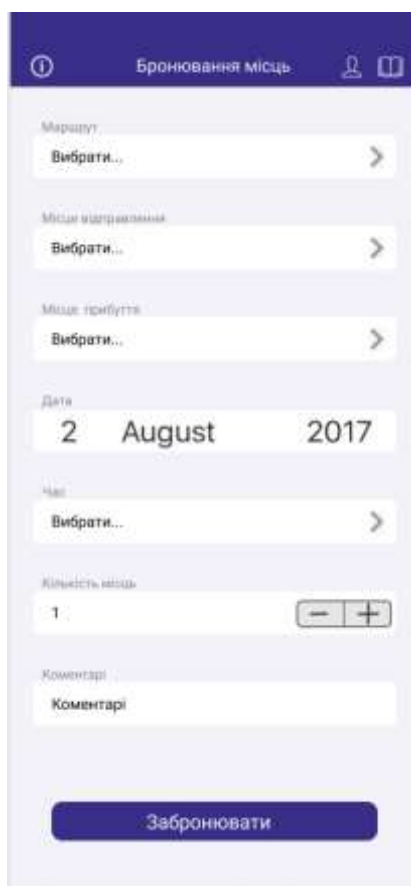 Бронювання місць
Маршрут
Вибрати...
Місце відправлення
Вибрати...
Місце прибуття
Вибрати...
Дата
2 August 2017
Час
Вибрати...
Кількість місць
1
Коментарі
Коментарі
Забронювати